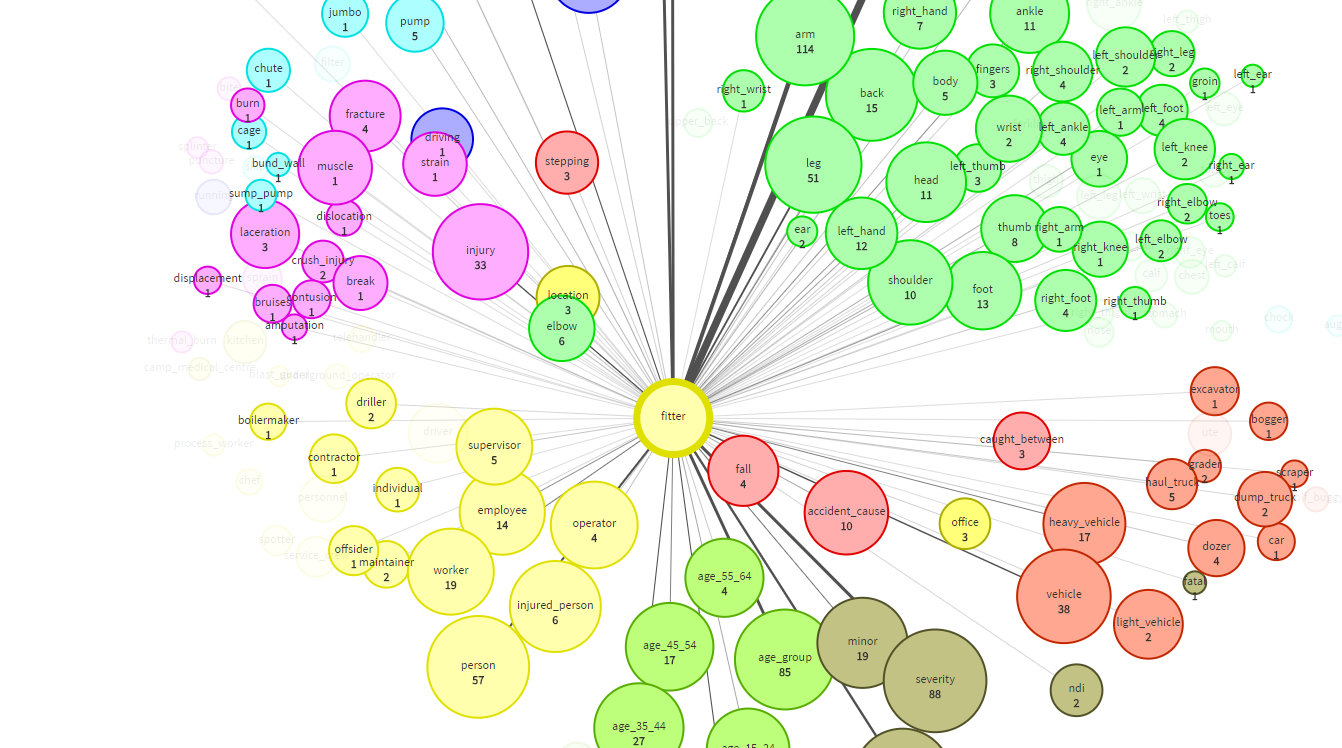 jumbo
1
pump
5
arm
114
right_hand
7
ankle
11
right_ankle
left_thigh
chute
1
filter
burn
1
cage
1
fracture
4
driving
1
strain
1
stepping
3
right_wrist
1
upper_back
back
15
body
5
fingers
3
right_shoulder
4
left_shoulder
2
right_leg
2
groin
1
left_ear
1
left_eye
splinter
puncture
bund_wall
1
muscle
1
leg
51
wrist
2
left_ankle
4
left_arm
1
left_foot
4
left_thumb
3
eye
1
left_knee
2
right_ear
1
sump_pump
1
dislocation
1
laceration
3
injury
33
ear
2
left_hand
12
head
11
thumb
8
right_arm
1
right_elbow
2
toes
1
right_knee
1
left_elbow
2
left_calf
calf
chest
displacement
1
crush_injury
2
break
1
bruises
1
contusion
1
amputation
1
location
3
elbow
6
shoulder
10
foot
13
right_foot
4
right_thumb
1
nose
mouth
chock
thermal_burn
kitchen
telehandler
camp_medical_centre
underground_operator
driller
2
boilermaker
1
process_worker
driver
supervisor
5
fitter
contractor
1
chef
personnel
individual
1
employee
14
operator
4
spotter
offsider
1
maintainer
2
worker
19
injured_person
6
person
57
fall
4
accident_cause
10
caught_between
3
office
3
excavator
1
bogger
1
ute
grader
2
haul_truck
5
scraper
1
dump_truck
2
heavy_vehicle
17
dozer
4
car
1
fatal
1
vehicle
38
light_vehicle
2
age_55_64
4
age_45_54
17
age_group
85
minor
19
severity
88
ndi
2
age_35_44
27
age_15_24